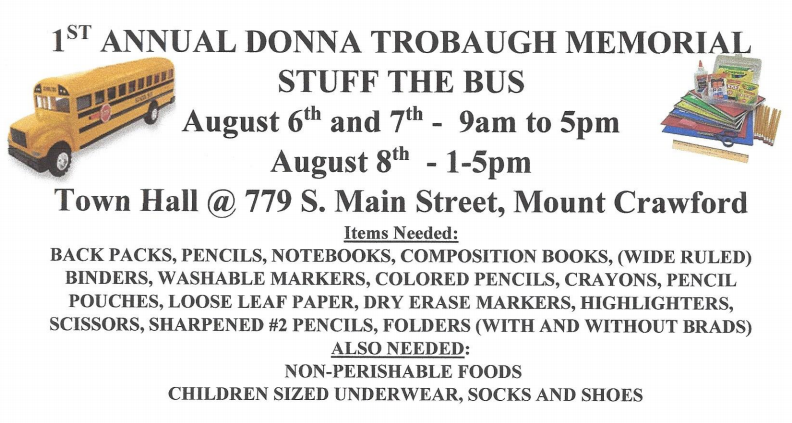 1ST ANNUAL DONNA TROBAUGH MEMORIAL
STUFF THE BUS
August 6th and 7th - 9am to 5pm
August 8th - 1-5pm
Town Hall @ 779 S. Main Street, Mount Crawford
Items Needed:
BACK PACKS, PENCILS, NOTEBOOKS, COMPOSITION BOOKS, (WIDE RULED)
BINDERS, WASHABLE MARKERS, COLORED PENCILS, CRAYONS, PENCIL
POUCHES, LOOSE LEAF PAPER, DRY ERASE MARKERS, HIGHLIGHTERS,
SCISSORS, SHARPENED #2 PENCILS, FOLDERS (WITH AND WITHOUT BRADS)
ALSO NEEDED:
NON-PERISHABLE FOODS
CHILDREN SIZED UNDERWEAR, SOCKS AND SHOES